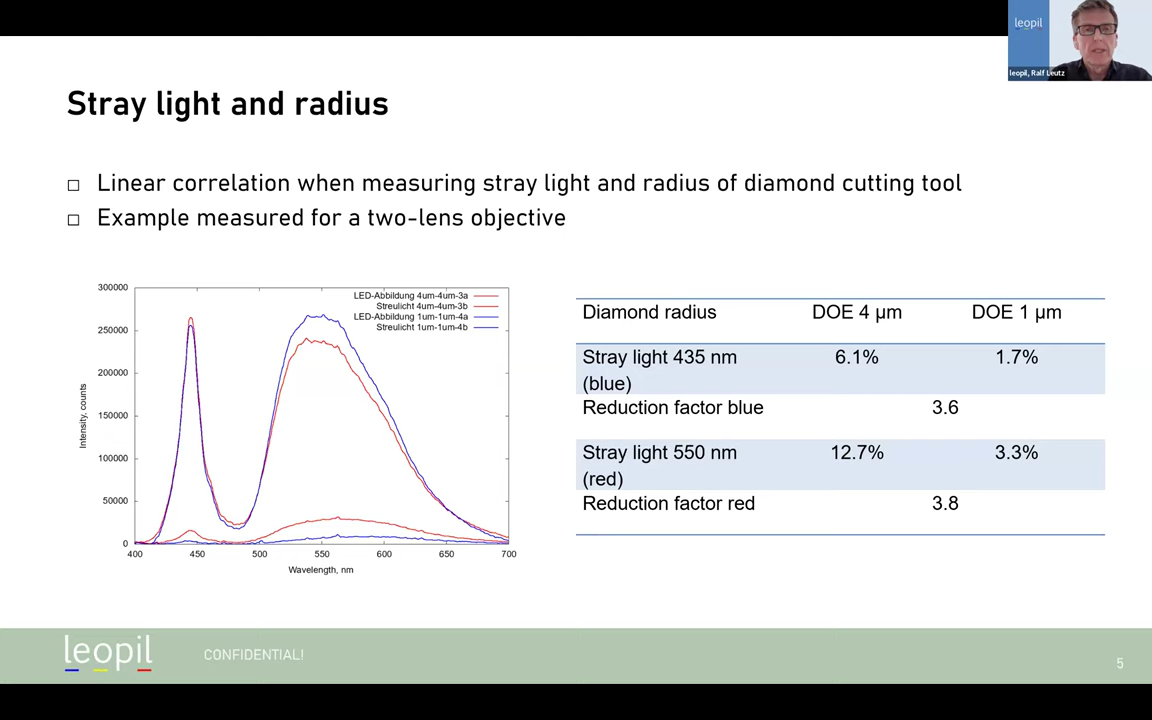 leopil
leopil, Ralf Leutz
Stray light and radius
Linear correlation when measuring stray light and radius of diamond cutting tool
Example measured for a two-lens objective
300000
250000
200000
150000
100000
50000
0
400
450
500
550
600
650
700
Intensity, counts
Wavelength, nm
LED-Abbildung 4um-4um-3a
Streulicht 4um-4um-3b
LED-Abbildung 1um-1um-4a
Streulicht 1um-1um-4b
Diamond radius DOE 4 µm DOE 1 µm
Stray light 435 nm 6.1% 1.7%
(blue)
Reduction factor blue 3.6
Stray light 550 nm 12.7% 3.3%
(red)
Reduction factor red 3.8
leopil
CONFIDENTIAL!
5